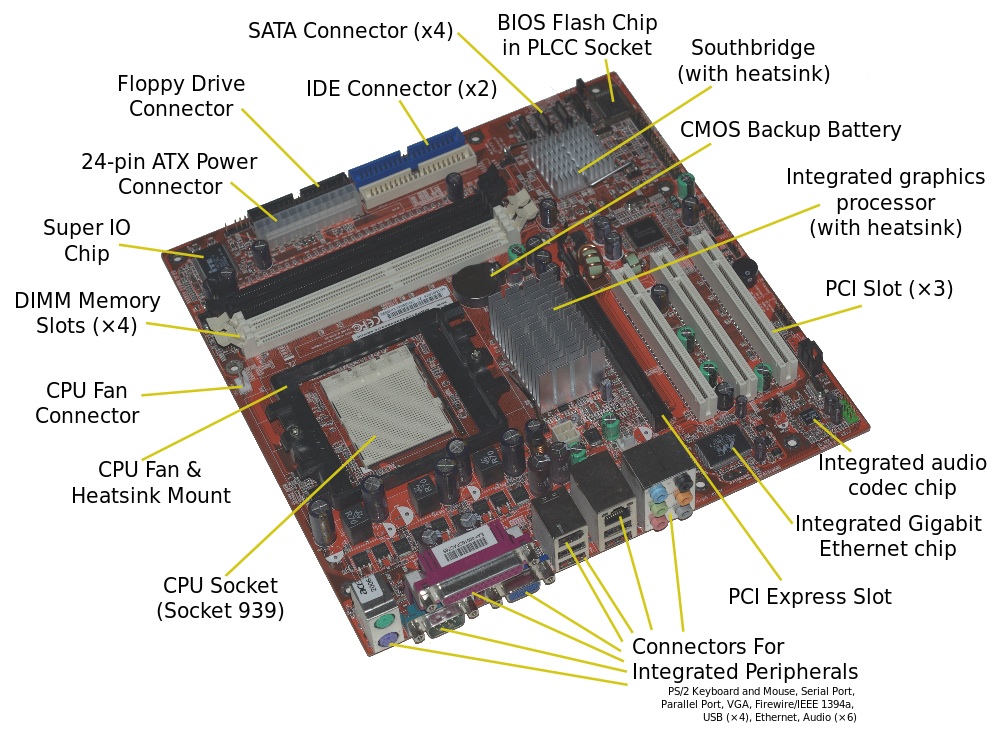 SATA Connector (x4)
BIOS Flash Chip
in PLCC Socket
Southbridge
(with heatsink)
Floppy Drive
Connector
IDE Connector (x2)
CMOS Backup Battery
24-pin ATX Power
Connector
Integrated graphics
processor
(with heatsink)
Super IO
Chip
DIMM Memory
Slots (×4)
PCI Slot (×3)
CPU Fan
Connector
CPU Fan &
Heatsink Mount
Integrated audio
codec chip
Integrated Gigabit
Ethernet chip
CPU Socket
(Socket 939)
PCI Express Slot
Connectors For
Integrated Peripherals
PS/2 Keyboard and Mouse, Serial Port,
Parallel Port, VGA, Firewire/IEEE 1394a,
USB (×4), Ethernet, Audio (×6)
acer
2006